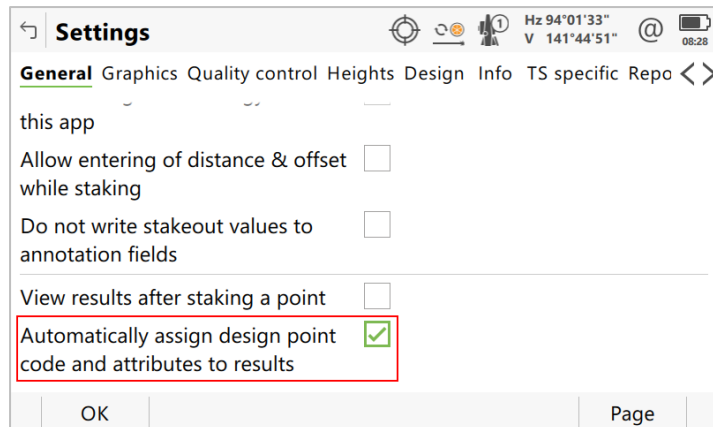 Settings
1
Hz 94°01'33"
V 141°44'51"
@
08:28
General Graphics Quality control Heights Design Info TS specific Repo
this app
Allow entering of distance & offset
while staking
Do not write stakeout values to
annotation fields
View results after staking a point
Automatically assign design point
code and attributes to results
OK Page